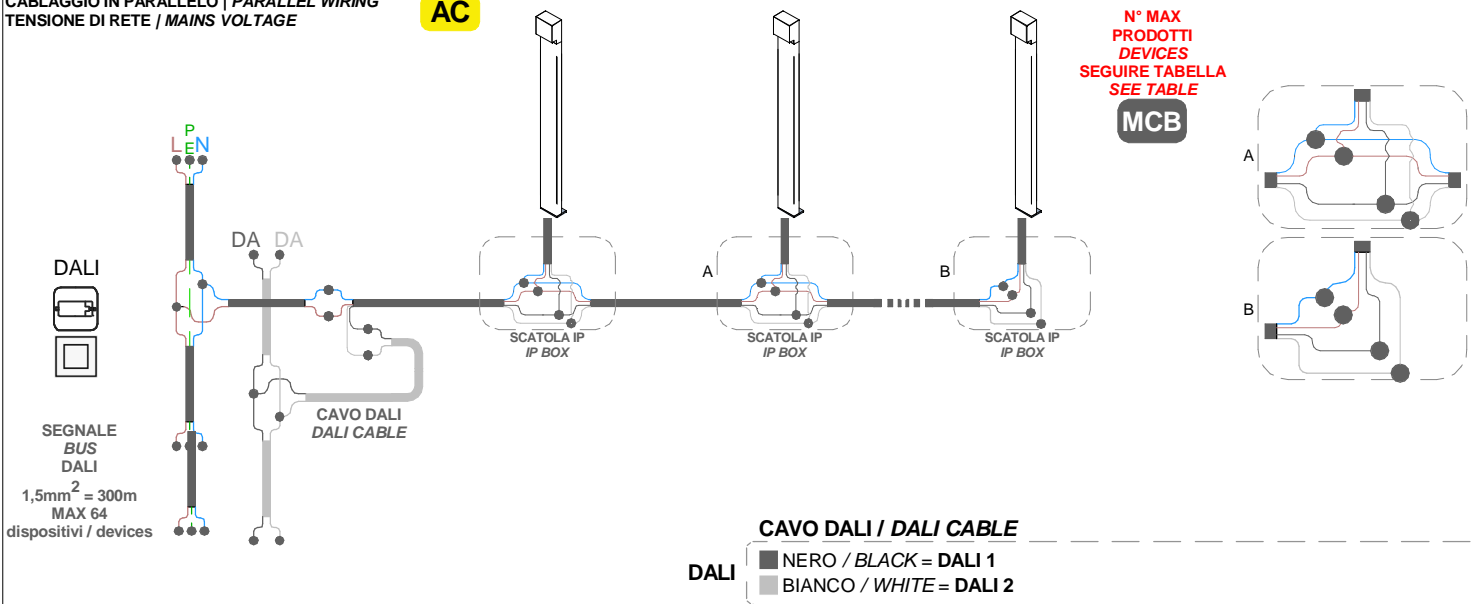 CABLAGGIO IN PARALLELO | PARALLEL WIRING
TENSIONE DI RETE / MAINS VOLTAGE
AC
N° MAX
PRODOTTI
DEVICES
SEGUIRE TABELLA
SEE TABLE
MCB
L PE N
DA DA
DALI
A
B
A
B
SCATOLA IP
IP BOX
SCATOLA IP
IP BOX
SCATOLA IP
IP BOX
CAVO DALI
DALI CABLE
SEGNALE
BUS
DALI
1,5mm² = 300m
MAX 64
dispositivi / devices
CAVO DALI / DALI CABLE
DALI
NERO / BLACK = DALI 1
BIANCO / WHITE = DALI 2